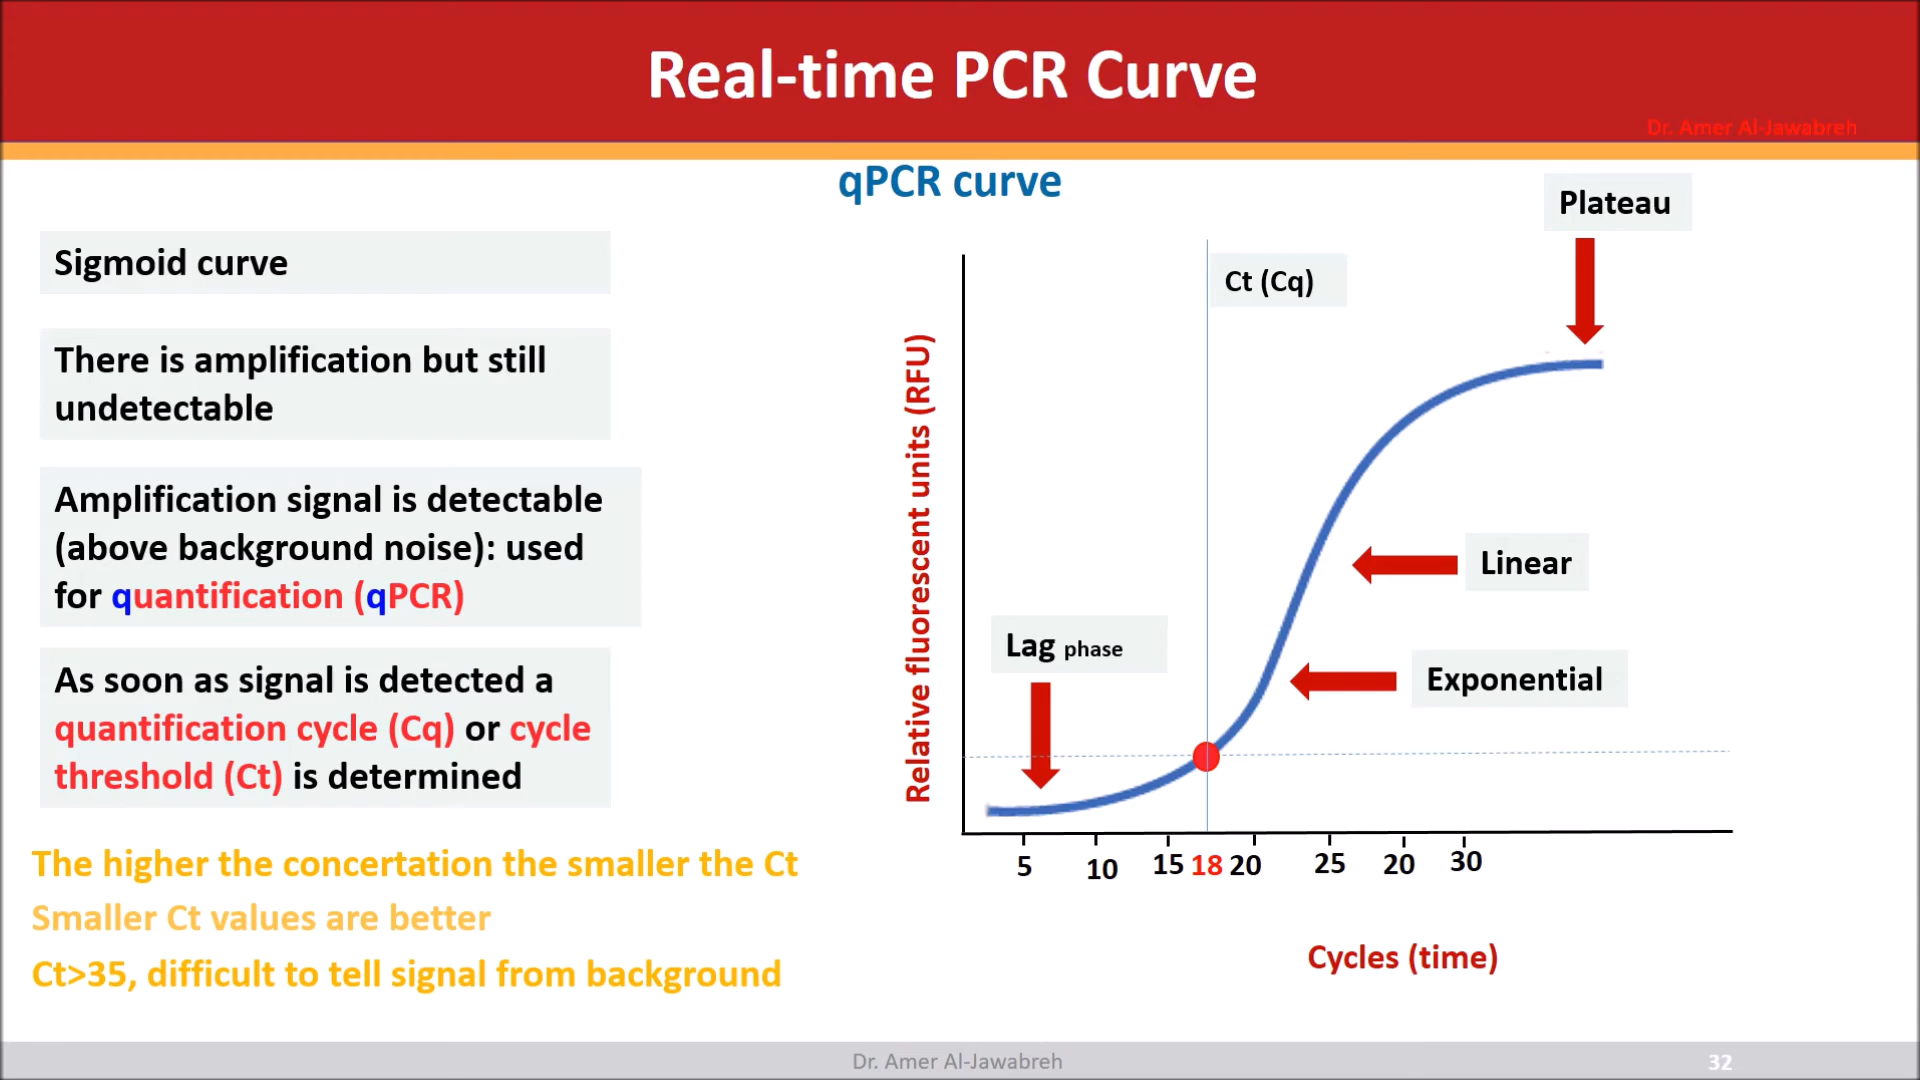 Real-time PCR Curve
Dr. Amer Al-Jawabreh
qPCR curve
Sigmoid curve
There is amplification but still
undetectable
Amplification signal is detectable
(above background noise): used
for quantification (qPCR)
As soon as signal is detected a
quantification cycle (Cq) or cycle
threshold (Ct) is determined
The higher the concertation the smaller the Ct
Smaller Ct values are better
Ct>35, difficult to tell signal from background
Plateau
Ct (Cq)
Linear
Lag phase
Exponential
Relative fluorescent units (RFU)
5 10 15 18 20 25 20 30
Cycles (time)
Dr. Amer Al-Jawabreh
32